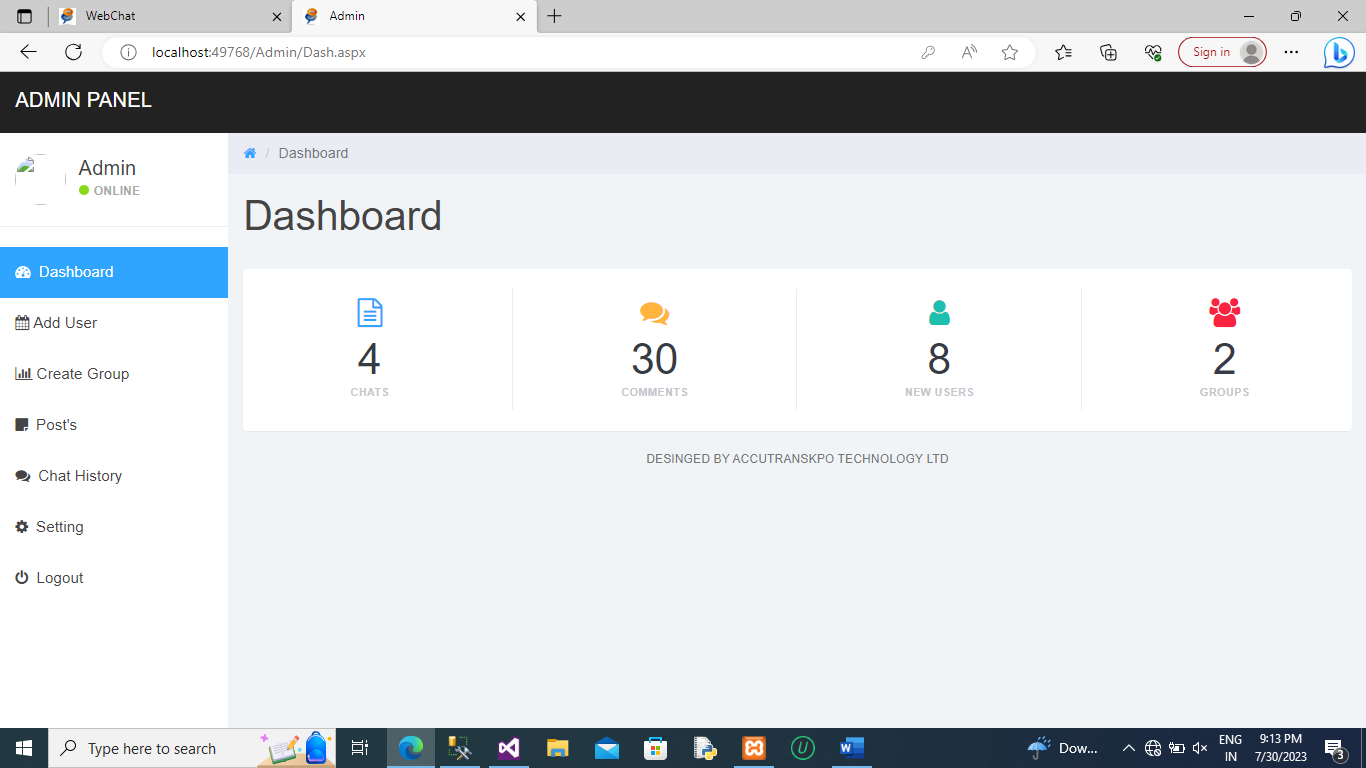 WebChat
Admin
localhost:49768/Admin/Dash.aspx
Sign in
ADMIN PANEL
Admin
ONLINE
/ Dashboard
Dashboard
Dashboard
Add User
Create Group
Post's
Chat History
Setting
Logout
4
CHATS
30
COMMENTS
8
NEW USERS
2
GROUPS
DESINGED BY ACCUTRANSKPO TECHNOLOGY LTD
Type here to search
Dow...
ENG
IN
9:13 PM
7/30/2023
3